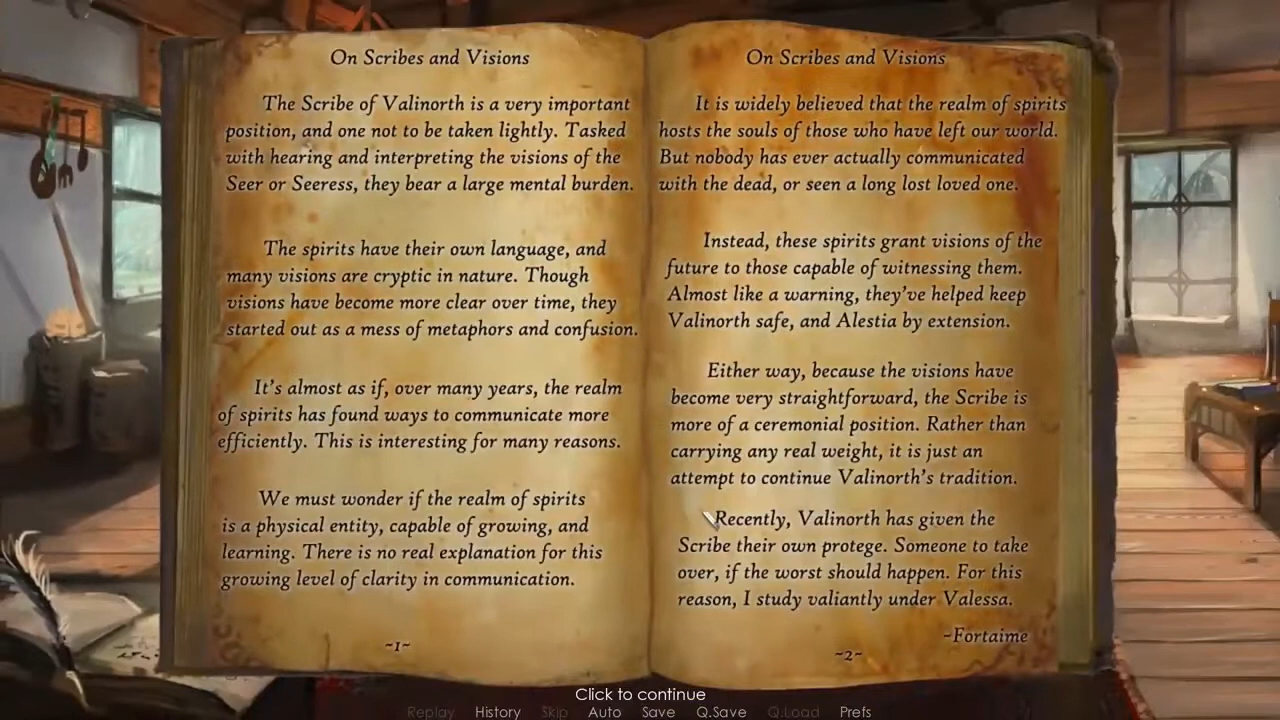 On Scribes and Visions
The Scribe of Valinorth is a very important
position, and one not to be taken lightly. Tasked
with hearing and interpreting the visions of the
Seer or Seeress, they bear a large mental burden.
The spirits have their own language, and
many visions are cryptic in nature. Though
visions have become more clear over time, they
started out as a mess of metaphors and confusion.
It's almost as if, over many years, the realm
of spirits has found ways to communicate more
efficiently. This is interesting for many reasons.
We must wonder if the realm of spirits
is a physical entity, capable of growing, and
learning. There is no real explanation for this
growing level of clarity in communication.
~1~
On Scribes and Visions
It is widely believed that the realm of spirits
hosts the souls of those who have left our world.
But nobody has ever actually communicated
with the dead, or seen a long lost loved one.
Instead, these spirits grant visions of the
future to those capable of witnessing them.
Almost like a warning, they've helped keep
Valinorth safe, and Alestia by extension.
Either way, because the visions have
become very straightforward, the Scribe is
more of a ceremonial position. Rather than
carrying any real weight, it is just an
attempt to continue Valinorth's tradition.
Recently, Valinorth has given the
Scribe their own protege. Someone to take
over, if the worst should happen. For this
reason, I study valiantly under Valessa.
~Fortaime
~2~
Click to continue
Replay History Skip Auto Save Q.Save Q.Load Prefs